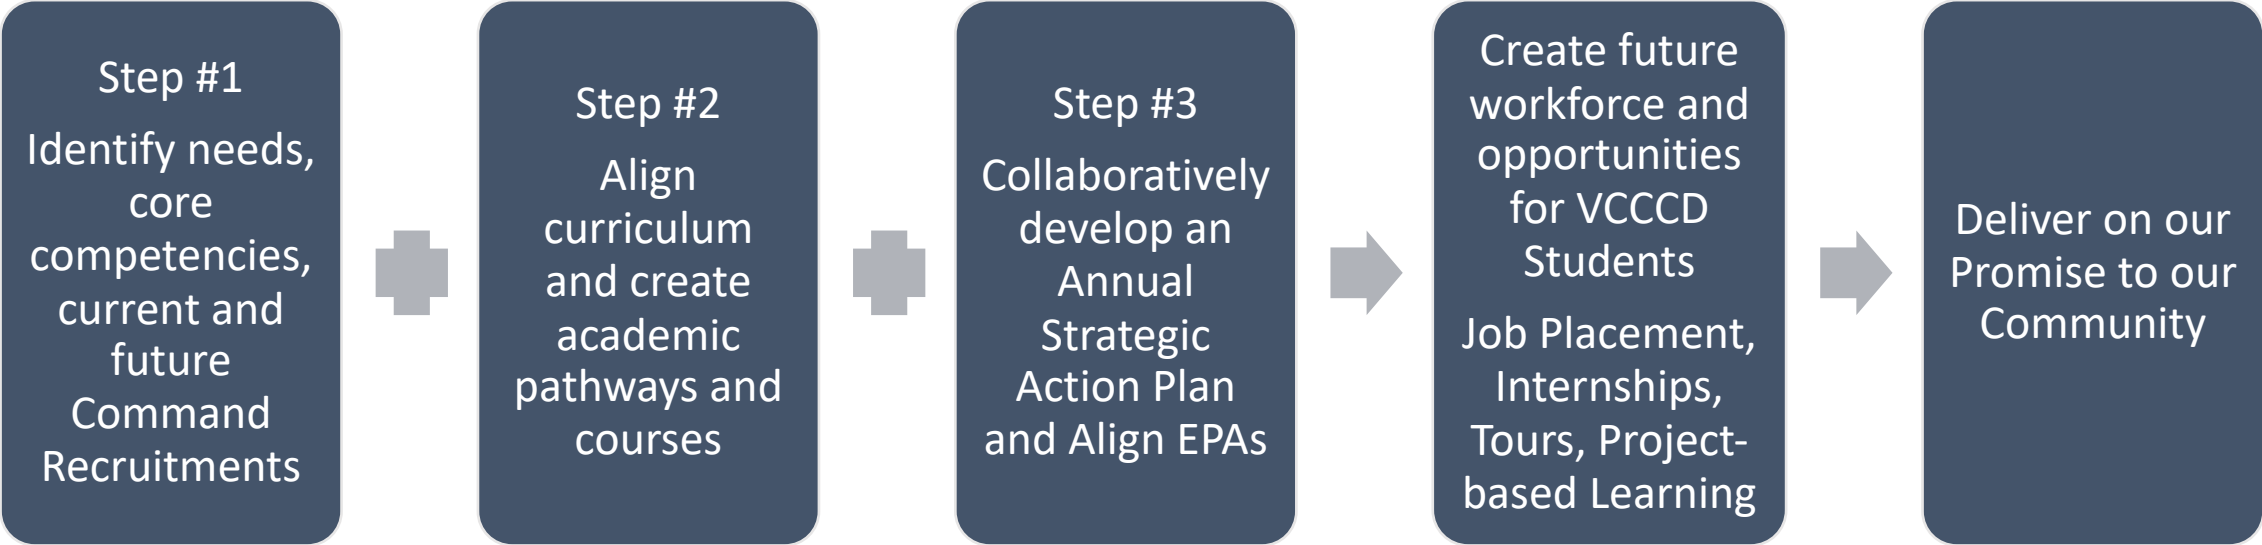 Step #1
Identify needs,
core
competencies,
current and
future
Command
Recruitments
Step #2
Align
curriculum
and create
academic
pathways and
courses
Step #3
Collaboratively
develop an
Annual
Strategic
Action Plan
and Align EPAs
Create future
workforce and
opportunities
for VCCCD
Students
Job Placement,
Internships,
Tours, Project-
based Learning
Deliver on our
Promise to our
Community